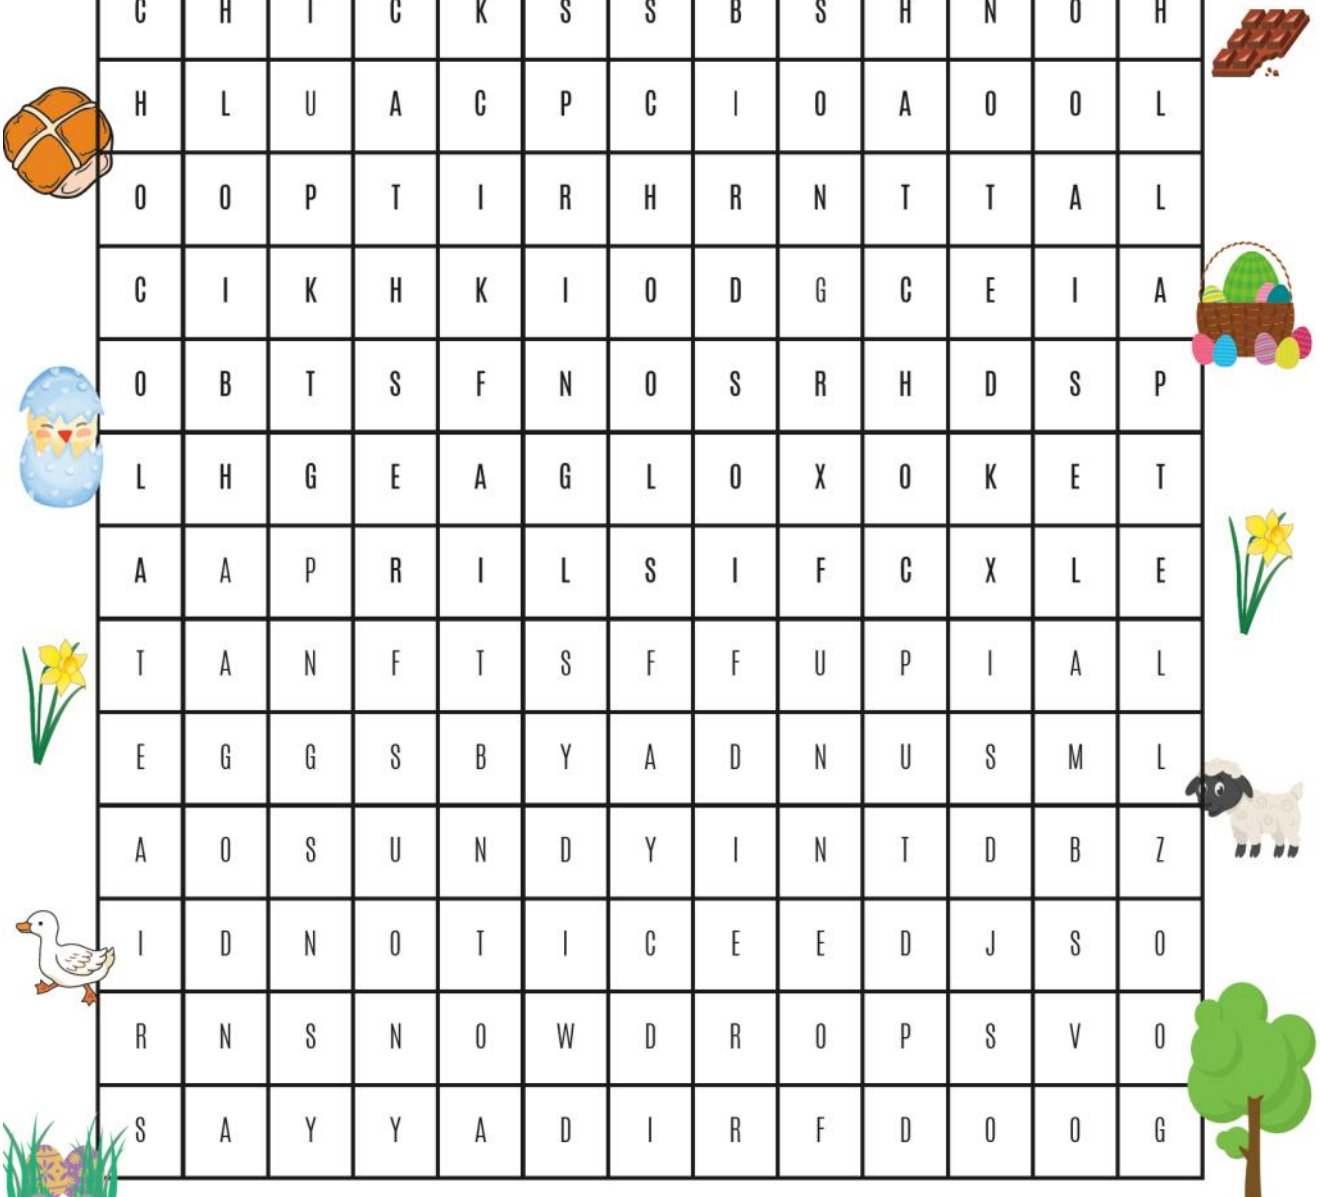 C H I C K S S B S H N O H
H L U A C P C I O A O O L
O O P T I R H R N T T A L
C I K H K I O D G C E I A
O B T S F N O S R H D S P
L H G E A G L O X O K E T
A A P R I L S I F C X L E
T A N F T S F F U P I A L
E G G S B Y A D N U S M L
A O S U N D Y I N T D B Z
I D N O T I C E E D J S O
R N S N O W D R O P S V O
S A Y Y A D I R F D O O G